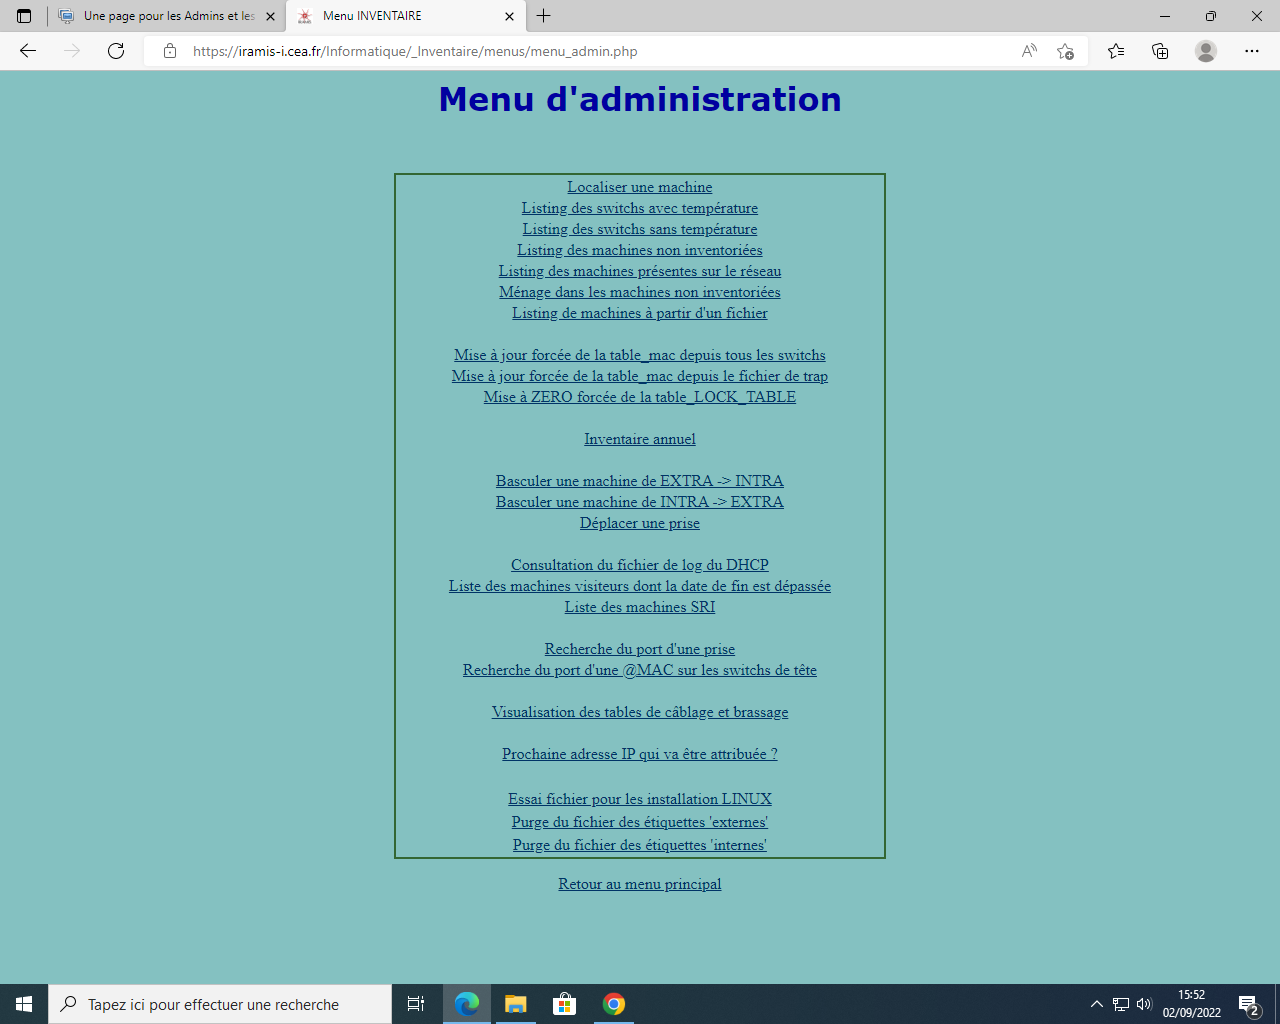 Une page pour les Admins et les
Menu INVENTAIRE
https://iramis-i.cea.fr/Informatique/_Inventaire/menus/menu_admin.php
Menu d'administration
Localiser une machine
Listing des switchs avec température
Listing des switchs sans température
Listing des machines non inventoriées
Listing des machines présentes sur le réseau
Ménage dans les machines non inventoriées
Listing de machines à partir d'un fichier
Mise à jour forcée de la table_mac depuis tous les switchs
Mise à jour forcée de la table_mac depuis le fichier de trap
Mise à ZERO forcée de la table_LOCK_TABLE
Inventaire annuel
Basculer une machine de EXTRA -> INTRA
Basculer une machine de INTRA -> EXTRA
Déplacer une prise
Consultation du fichier de log du DHCP
Liste des machines visiteurs dont la date de fin est dépassée
Liste des machines SRI
Recherche du port d'une prise
Recherche du port d'une @MAC sur les switchs de tête
Visualisation des tables de câblage et brassage
Prochaine adresse IP qui va être attribuée ?
Essai fichier pour les installation LINUX
Purge du fichier des étiquettes 'externes'
Purge du fichier des étiquettes 'internes'
Retour au menu principal
Tapez ici pour effectuer une recherche
15:52
02/09/2022
2